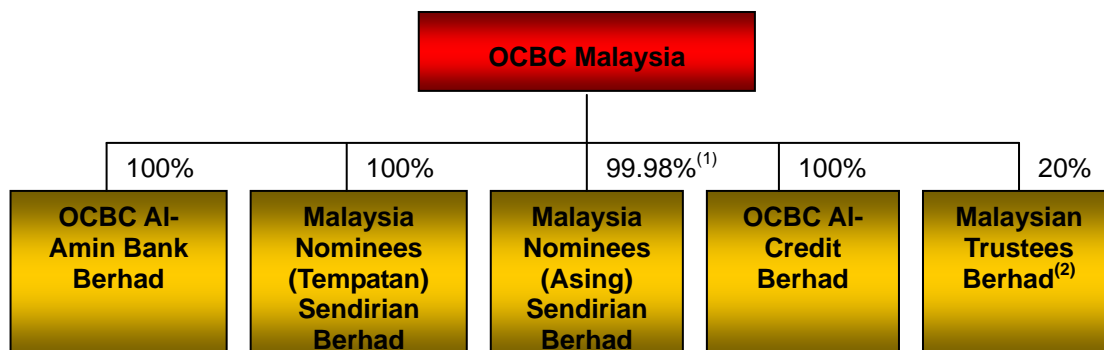 OCBC Malaysia
100%
100%
99.98%(1)
100%
20%
OCBC Al-
Amin Bank
Berhad
Malaysia
Nominees
(Tempatan)
Sendirian
Berhad
Malaysia
Nominees
(Asing)
Sendirian
Berhad
OCBC Al-
Credit
Berhad
Malaysian
Trustees
Berhad(2)